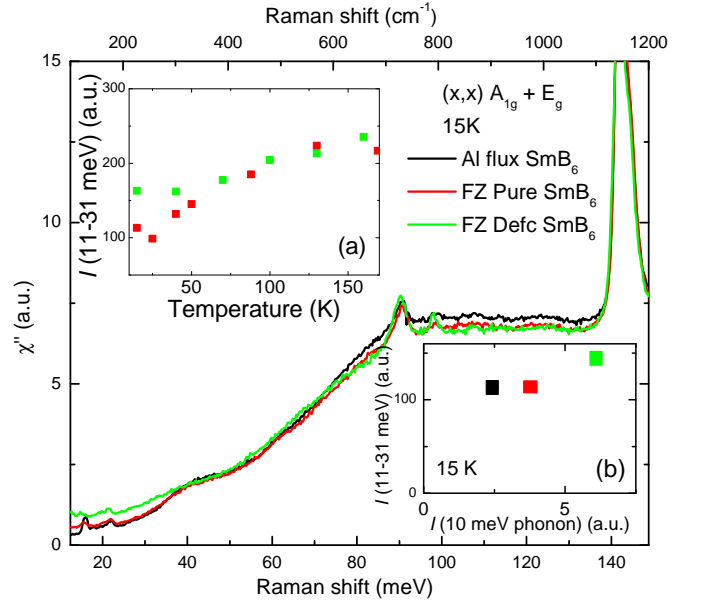 Raman shift (cm⁻¹)
200 400 600 800 1000 1200
15
10
5
0
χ'' (a.u.)
20 40 60 80 100 120 140
Raman shift (meV)
(x,x) A₁g + Eg
15K
Al flux SmB₆
FZ Pure SmB₆
FZ Defc SmB₆
I (11-31 meV) (a.u.)
300
200
100
(a)
50 100 150
Temperature (K)
I (11-31 meV) (a.u.)
100
0
15 K
(b)
0 5
I (10 meV phonon) (a.u.)